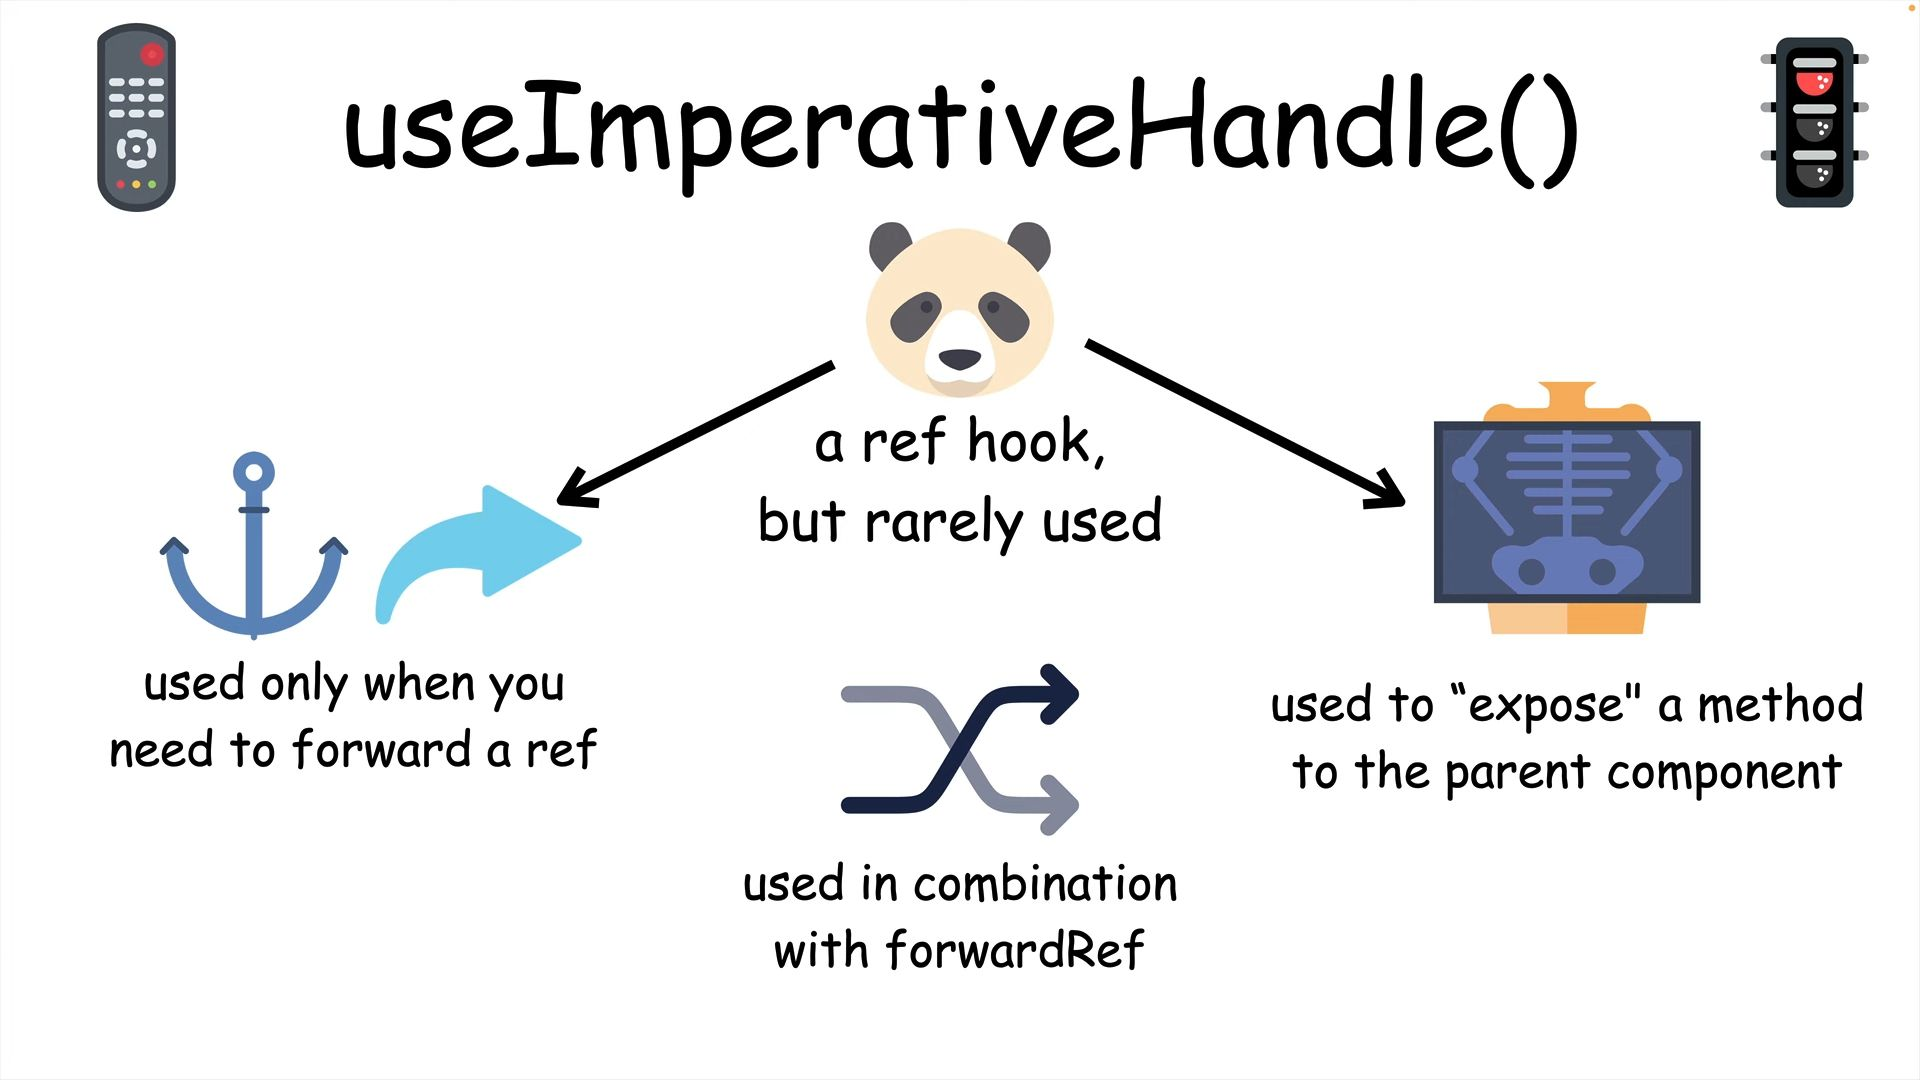 useImperativeHandle()
a ref hook,
but rarely used
used only when you
need to forward a ref
used to “expose" a method
to the parent component
used in combination
with forwardRef